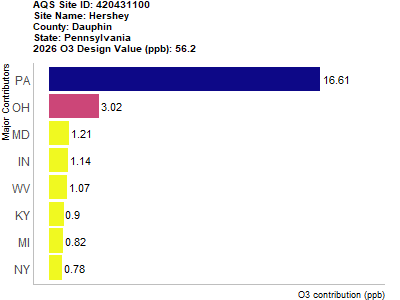 AQS Site ID: 420431100
Site Name: Hershey
County: Dauphin
State: Pennsylvania
2026 O3 Design Value (ppb): 56.2
Major Contributors
PA 16.61
OH 3.02
MD 1.21
IN 1.14
WV 1.07
KY 0.9
MI 0.82
NY 0.78
O3 contribution (ppb)